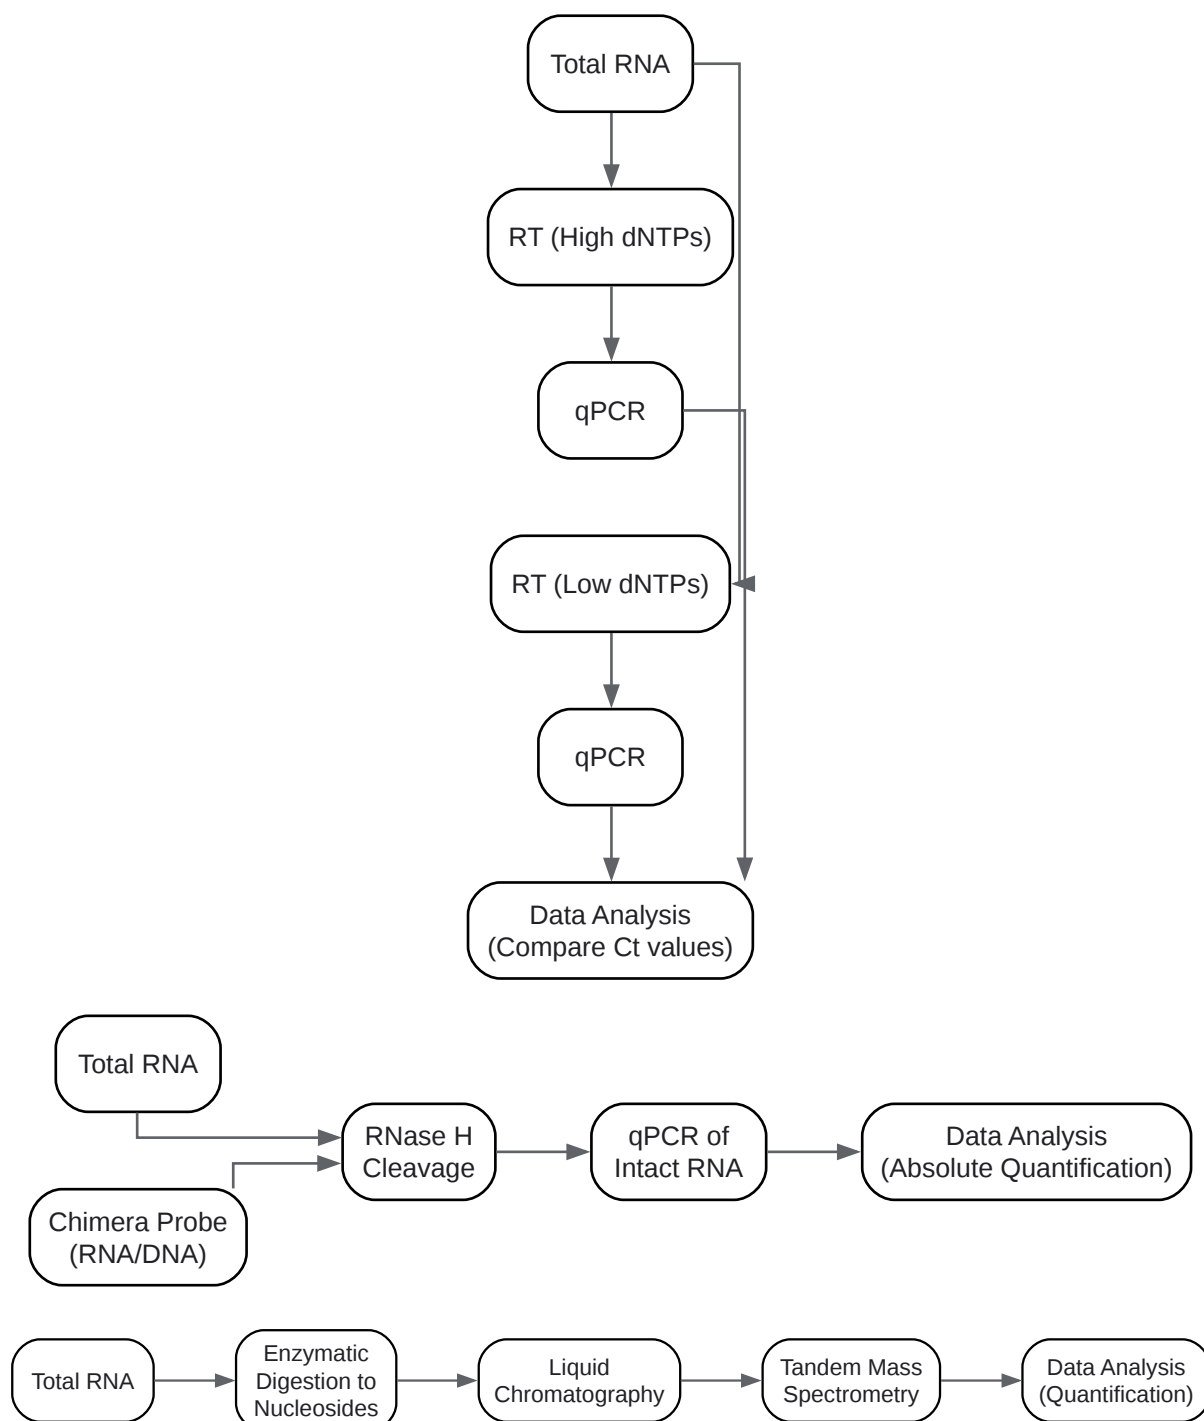 Total RNA
RT (High dNTPs)
qPCR
RT (Low dNTPs)
qPCR
Data Analysis
(Compare Ct values)
Total RNA
Chimera Probe
(RNA/DNA)
RNase H
Cleavage
qPCR of
Intact RNA
Data Analysis
(Absolute Quantification)
Total RNA
Enzymatic
Digestion to
Nucleosides
Liquid
Chromatography
Tandem Mass
Spectrometry
Data Analysis
(Quantification)